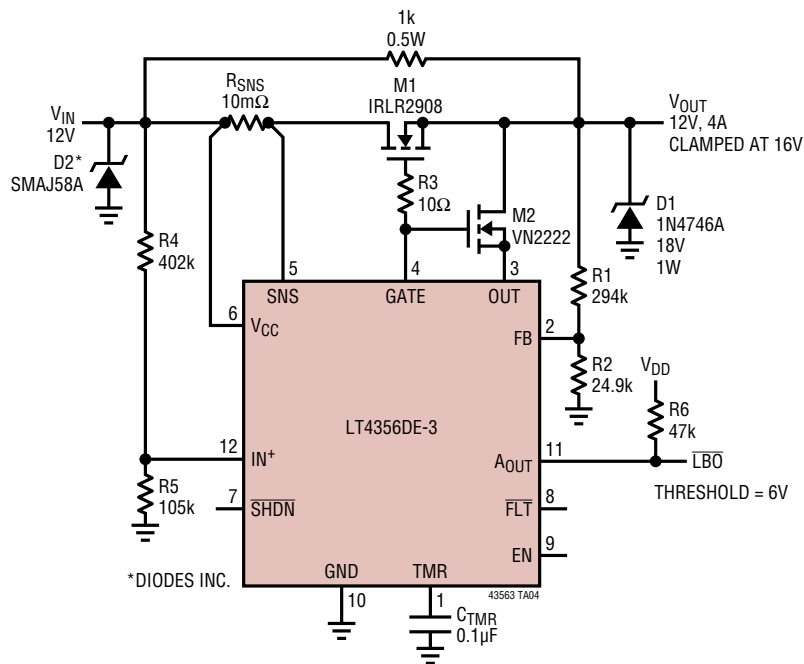 1k
0.5W
RSNS
10mΩ
M1
IRLR2908
VIN
12V
VOUT
12V, 4A
CLAMPED AT 16V
D2*
SMAJ58A
R3
10Ω
M2
VN2222
D1
1N4746A
18V
1W
R4
402k
5
4
3
SNS
GATE
OUT
R1
294k
6
VCC
FB
2
R2
24.9k
VDD
LT4356DE-3
R6
47k
12
IN+
AOUT
11
LBO
THRESHOLD = 6V
R5
105k
7
SHDN
FLT
8
EN
9
*DIODES INC.
GND
TMR
43563 TA04
10
1
CTMR
0.1µF